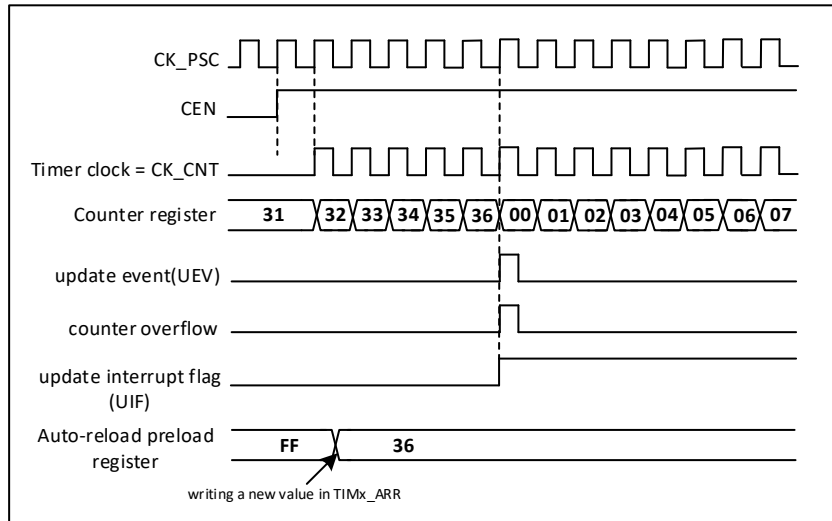 CK_PSC
CEN
Timer clock = CK_CNT
Counter register 31 32 33 34 35 36 00 01 02 03 04 05 06 07
update event(UEV)
counter overflow
update interrupt flag
(UIF)
Auto-reload preload
register
FF 36
writing a new value in TIMx_ARR